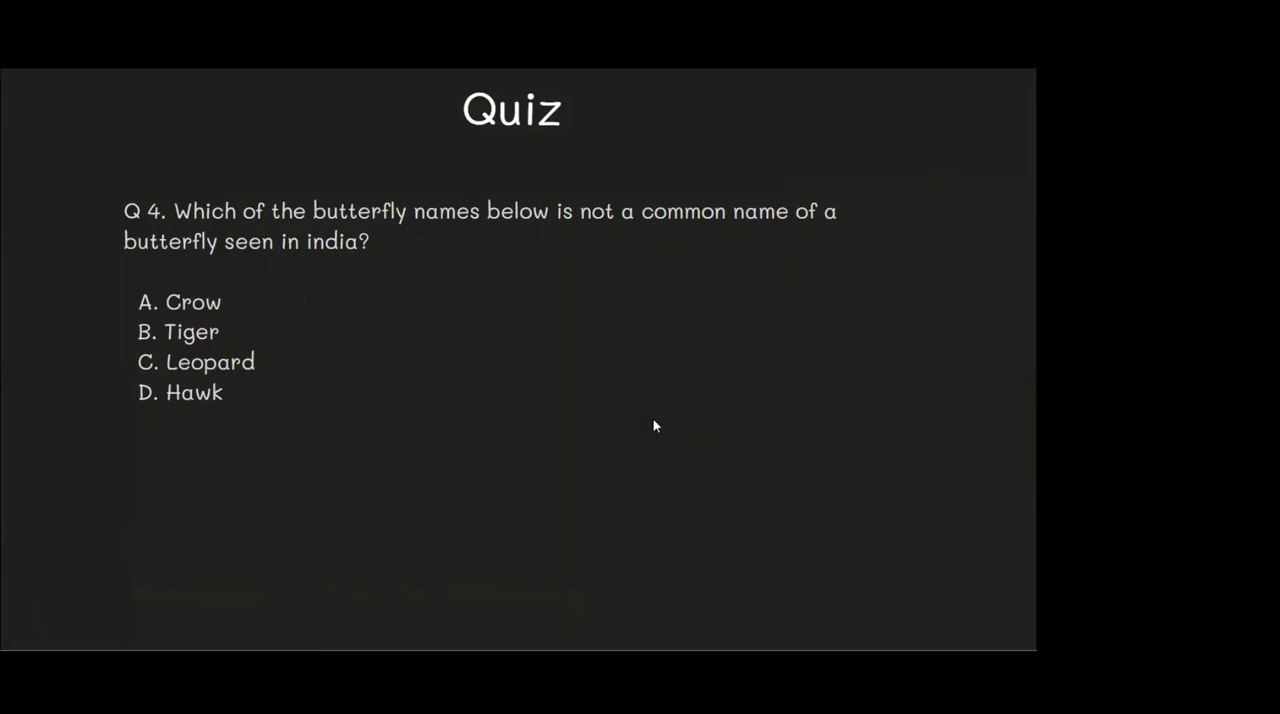 Quiz
Q 4. Which of the butterfly names below is not a common name of a
butterfly seen in india?
A. Crow
B. Tiger
C. Leopard
D. Hawk